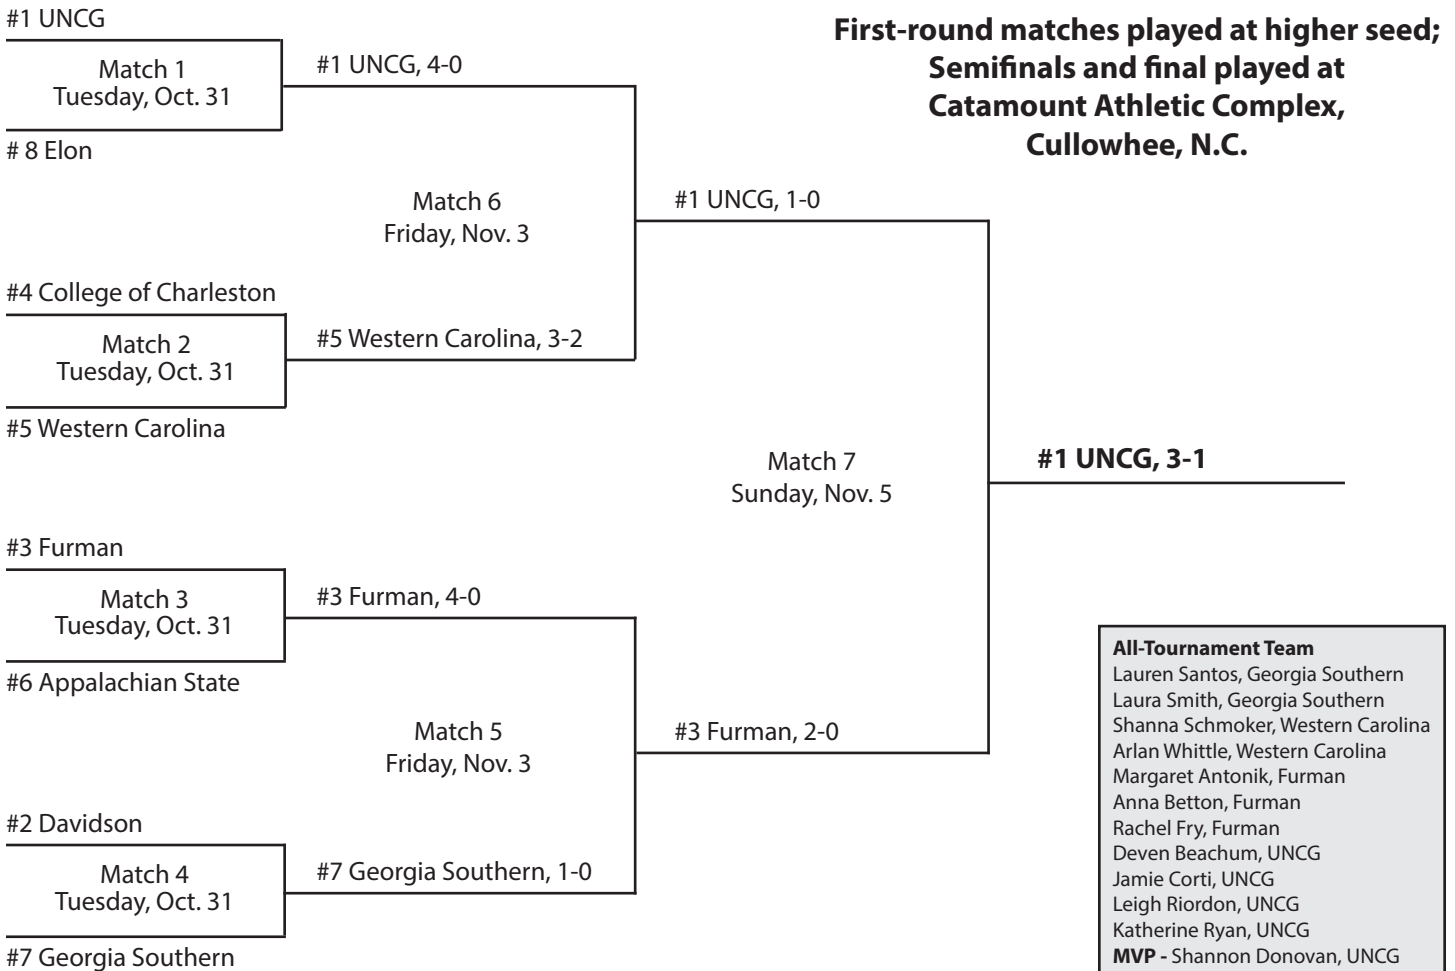 #1 UNCG
Match 1
Tuesday, Oct. 31
# 8 Elon
#1 UNCG, 4-0
First-round matches played at higher seed;
Semifinals and final played at
Catamount Athletic Complex,
Cullowhee, N.C.
Match 6
Friday, Nov. 3
#1 UNCG, 1-0
#4 College of Charleston
Match 2
Tuesday, Oct. 31
#5 Western Carolina
#5 Western Carolina, 3-2
Match 7
Sunday, Nov. 5
#1 UNCG, 3-1
#3 Furman
Match 3
Tuesday, Oct. 31
#6 Appalachian State
#3 Furman, 4-0
Match 5
Friday, Nov. 3
#3 Furman, 2-0
#2 Davidson
Match 4
Tuesday, Oct. 31
#7 Georgia Southern
#7 Georgia Southern, 1-0
All-Tournament Team
Lauren Santos, Georgia Southern
Laura Smith, Georgia Southern
Shanna Schmoker, Western Carolina
Arlan Whittle, Western Carolina
Margaret Antonik, Furman
Anna Betton, Furman
Rachel Fry, Furman
Deven Beachum, UNCG
Jamie Corti, UNCG
Leigh Riordon, UNCG
Katherine Ryan, UNCG
MVP - Shannon Donovan, UNCG